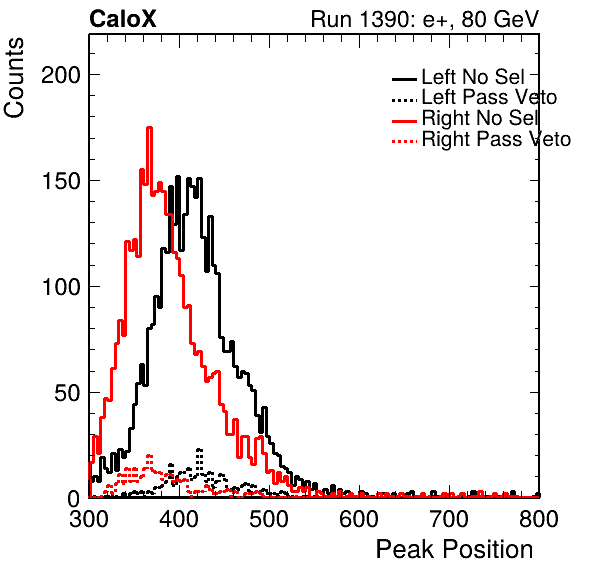 CaloX Run 1390: e+, 80 GeV
Counts
Left No Sel
Left Pass Veto
Right No Sel
Right Pass Veto
200
150
100
50
0
300 400 500 600 700 800
Peak Position